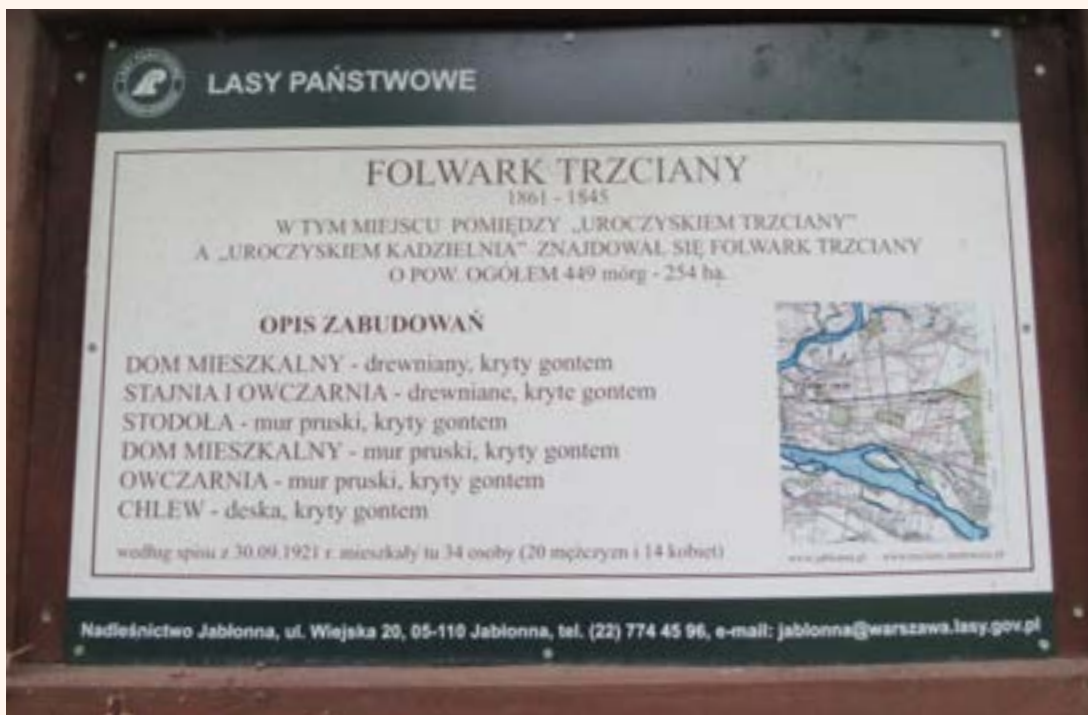 LASY PAŃSTWOWE
FOLWARK TRZCIANY
1861 - 1845
W TYM MIEJSCU POMIĘDZY „UROCZYSKIEM TRZCIANY”
A „UROCZYSKIEM KADZIELNIA” ZNAJDOWAŁ SIĘ FOLWARK TRZCIANY
O POW. OGÓŁEM 449 mórg - 254 ha.
OPIS ZABUDOWAŃ
DOM MIESZKALNY - drewniany, kryty gontem
STAJNIA I OWCZARNIA - drewniane, kryte gontem
STODOŁA - mur pruski, kryty gontem
DOM MIESZKALNY - mur pruski, kryty gontem
OWCZARNIA - mur pruski, kryty gontem
CHLEW - deska, kryty gontem
według spisu z 30.09.1921 r. mieszkały tu 34 osoby (20 mężczyzn i 14 kobiet)
Nadleśnictwo Jabłonna, ul. Wiejska 20, 05-110 Jabłonna, tel. (22) 774 45 96, e-mail: jablonna@warszawa.lasy.gov.pl